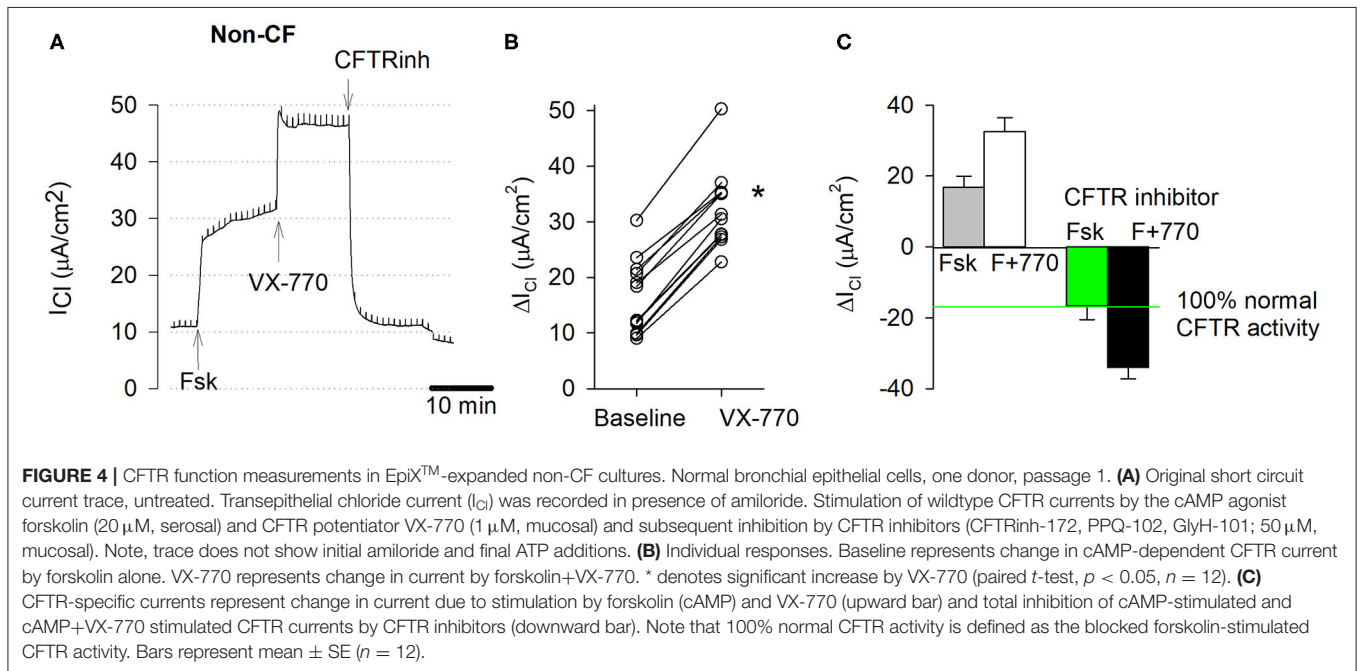 A
Non-CF
CFTRinh
50
40
30
20
10
0
ICl (µA/cm2)
VX-770
Fsk
10 min
B
50
40
30
20
10
0
ΔICl (µA/cm²)
*
Baseline VX-770
C
40
20
0
-20
-40
ΔICl (µA/cm²)
Fsk F+770
CFTR inhibitor
Fsk F+770
100% normal
CFTR activity
FIGURE 4 | CFTR function measurements in EpiX™-expanded non-CF cultures. Normal bronchial epithelial cells, one donor, passage 1. (A) Original short circuit
current trace, untreated. Transepithelial chloride current (ICl) was recorded in presence of amiloride. Stimulation of wildtype CFTR currents by the cAMP agonist
forskolin (20 µM, serosal) and CFTR potentiator VX-770 (1 µM, mucosal) and subsequent inhibition by CFTR inhibitors (CFTRinh-172, PPQ-102, GlyH-101; 50 µM,
mucosal). Note, trace does not show initial amiloride and final ATP additions. (B) Individual responses. Baseline represents change in cAMP-dependent CFTR current
by forskolin alone. VX-770 represents change in current by forskolin+VX-770. * denotes significant increase by VX-770 (paired t-test, p < 0.05, n = 12). (C)
CFTR-specific currents represent change in current due to stimulation by forskolin (cAMP) and VX-770 (upward bar) and total inhibition of cAMP-stimulated and
cAMP+VX-770 stimulated CFTR currents by CFTR inhibitors (downward bar). Note that 100% normal CFTR activity is defined as the blocked forskolin-stimulated
CFTR activity. Bars represent mean ± SE (n = 12).